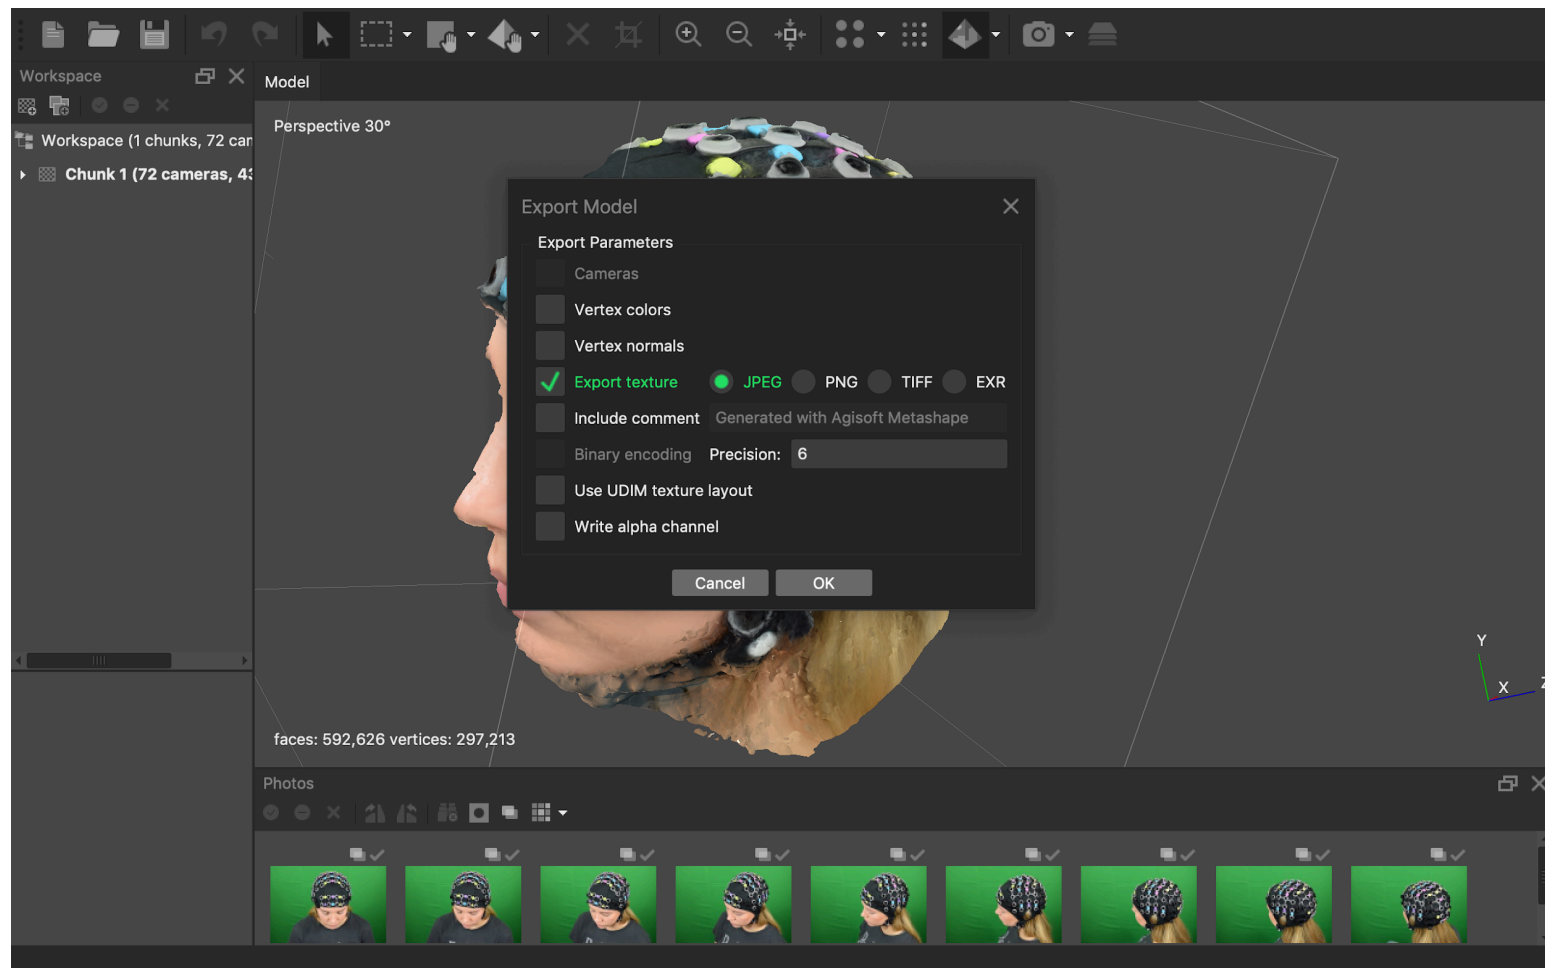 Workspace
Model
Workspace (1 chunks, 72 can
Chunk 1 (72 cameras, 43
Perspective 30°
Export Model
Export Parameters
Cameras
Vertex colors
Vertex normals
Export texture JPEG PNG TIFF EXR
Include comment Generated with Agisoft Metashape
Binary encoding Precision: 6
Use UDIM texture layout
Write alpha channel
Cancel OK
Y
X
Z
faces: 592,626 vertices: 297,213
Photos